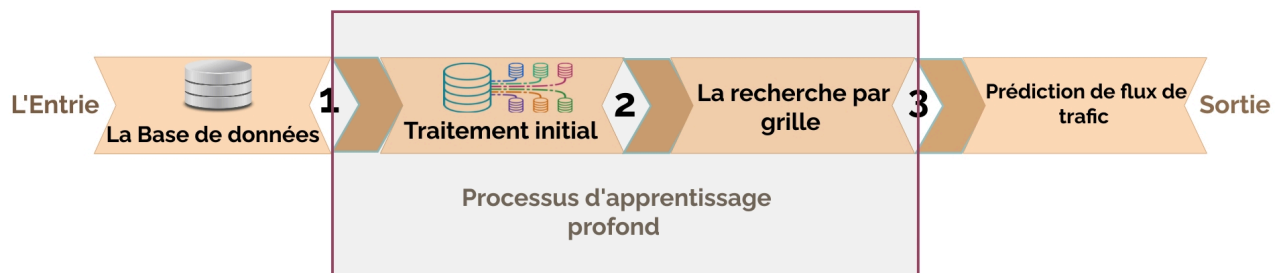 L'Entrie
La Base de données
1
Traitement initial
2
La recherche par
grille
3
Prédiction de flux de
trafic
Sortie
Processus d'apprentissage
profond